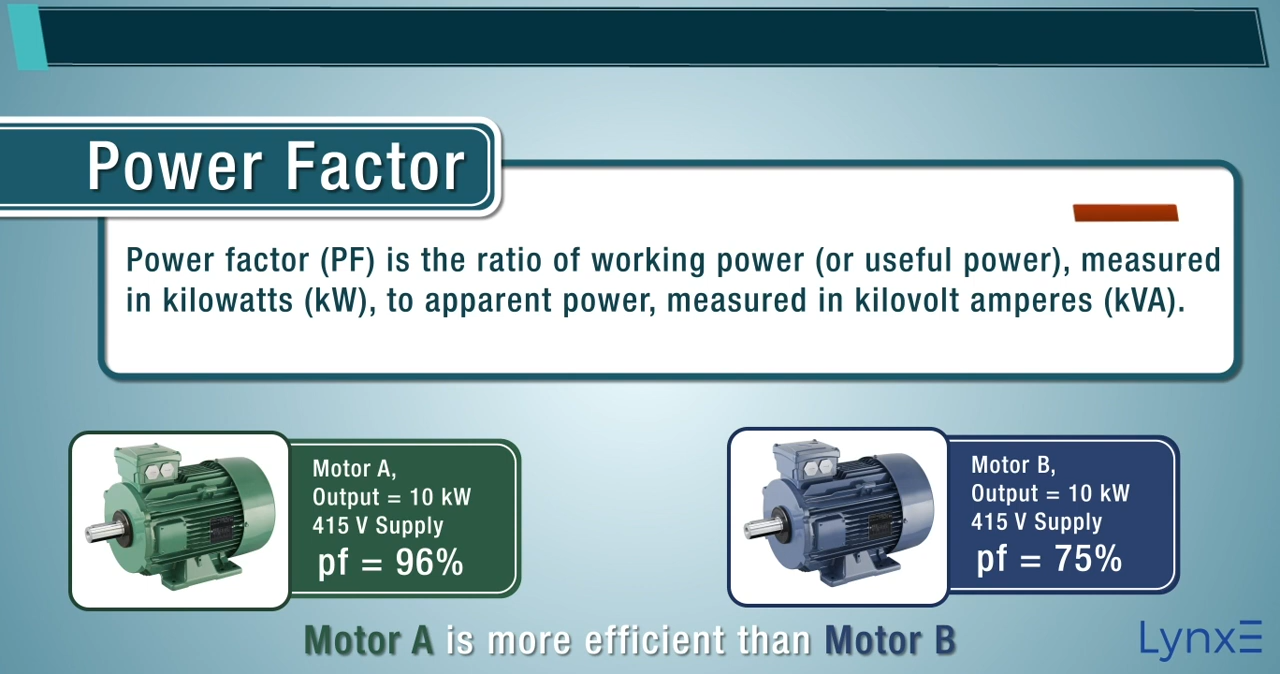 Power Factor
Power factor (PF) is the ratio of working power (or useful power), measured
in kilowatts (kW), to apparent power, measured in kilovolt amperes (kVA).
Motor A,
Output = 10 kW
415 V Supply
pf = 96%
Motor B,
Output = 10 kW
415 V Supply
pf = 75%
Motor A is more efficient than Motor B
LynxE